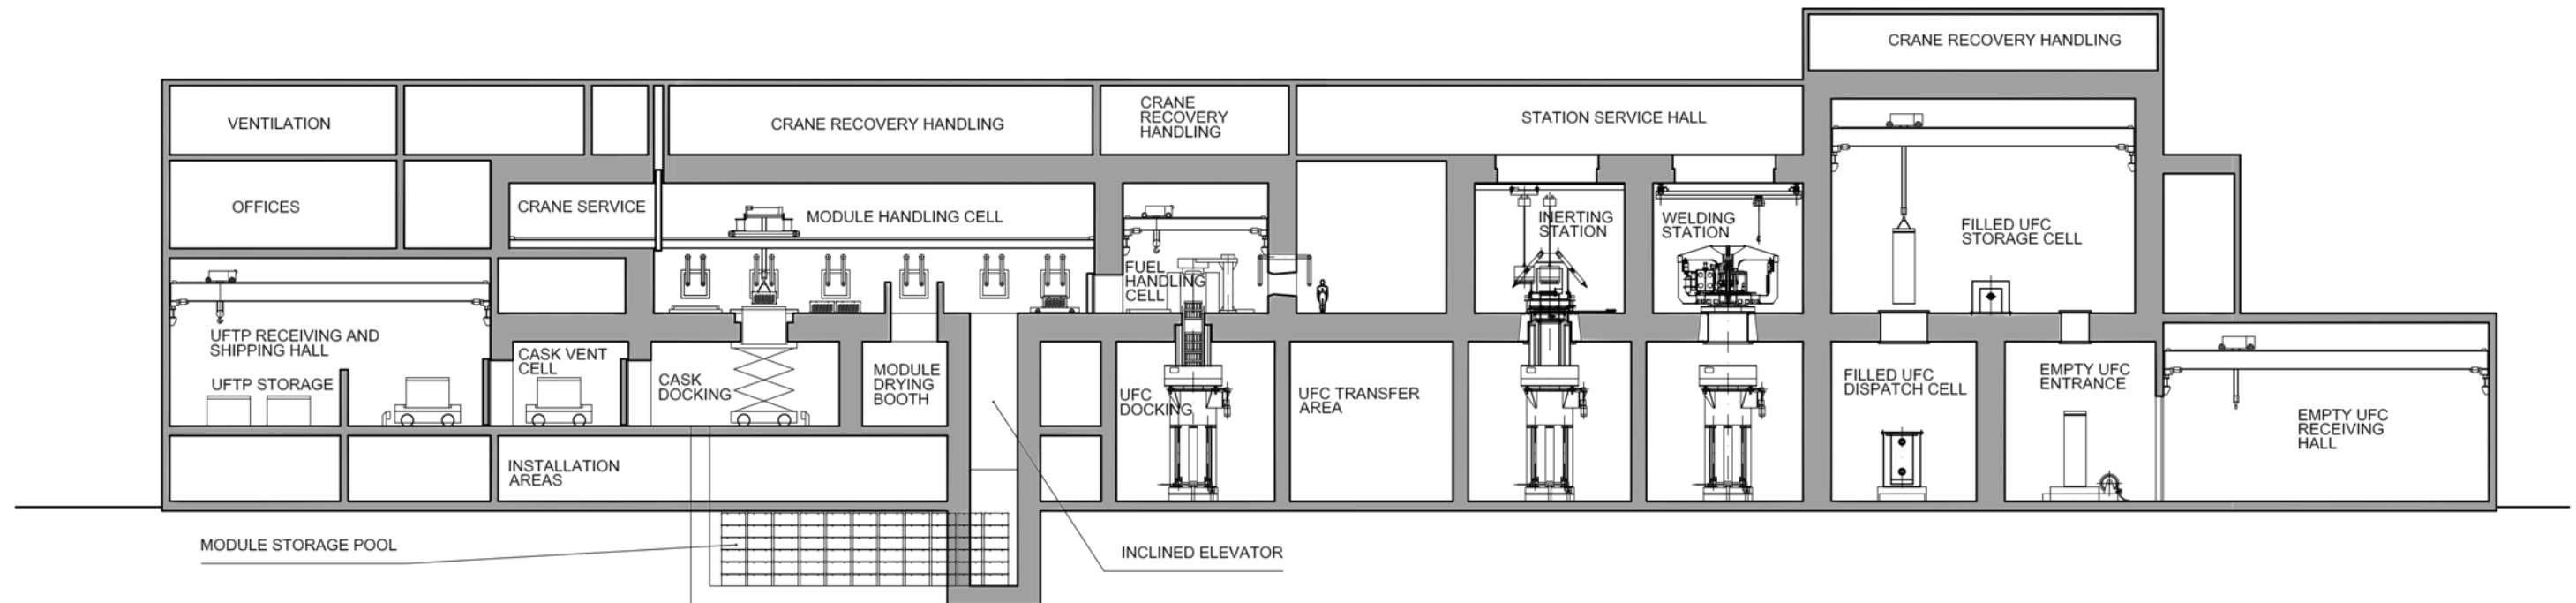 CRANE RECOVERY HANDLING
VENTILATION
CRANE RECOVERY HANDLING
CRANE
RECOVERY
HANDLING
STATION SERVICE HALL
OFFICES
CRANE SERVICE
MODULE HANDLING CELL
INERTING
STATION
WELDING
STATION
FILLED UFC
STORAGE CELL
FUEL
HANDLING
CELL
UFTP RECEIVING AND
SHIPPING HALL
UFTP STORAGE
CASK VENT
CELL
CASK
DOCKING
MODULE
DRYING
BOOTH
UFC
DOCKING
UFC TRANSFER
AREA
FILLED UFC
DISPATCH CELL
EMPTY UFC
ENTRANCE
EMPTY UFC
RECEIVING
HALL
INSTALLATION
AREAS
MODULE STORAGE POOL
INCLINED ELEVATOR